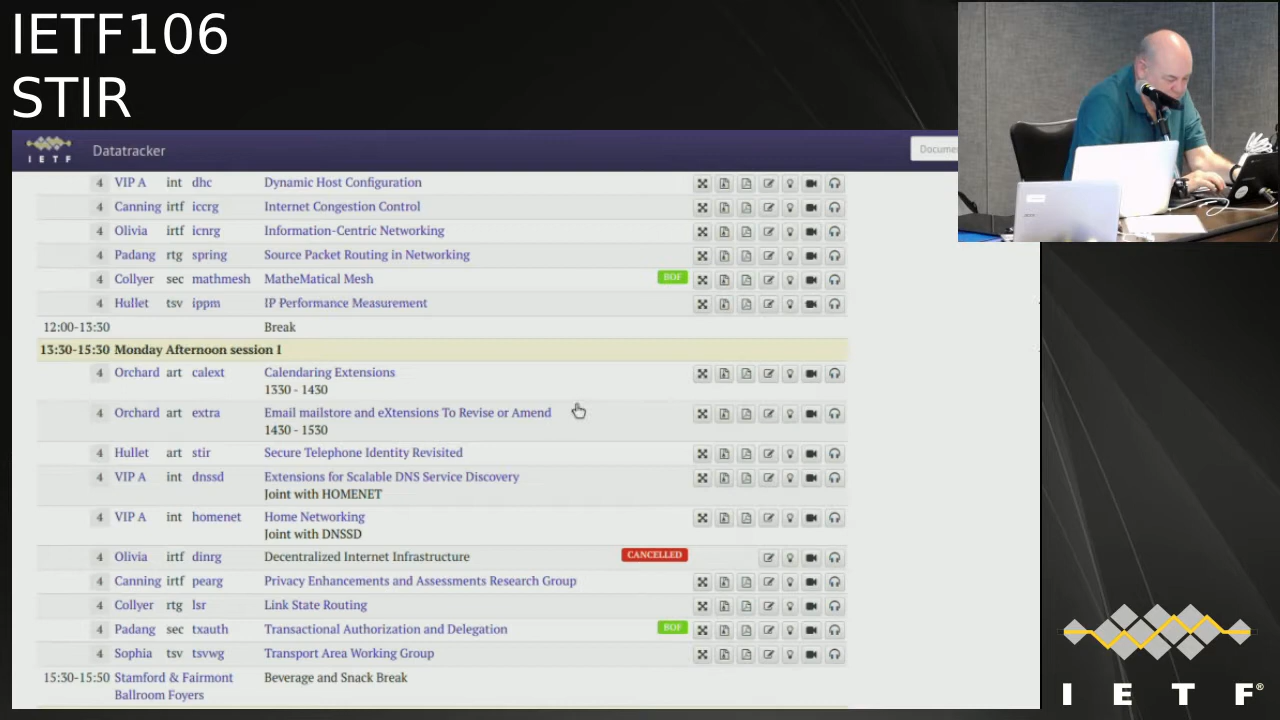 IETF106
STIR
IETF
Datatracker
4 VIP A int dhc Dynamic Host Configuration
4 Canning irtf iccrg Internet Congestion Control
4 Olivia irtf icnrg Information-Centric Networking
4 Padang rtg spring Source Packet Routing in Networking
4 Collyer sec mathmesh MatheMatical Mesh BOF
4 Hullet tsv ippm IP Performance Measurement
12:00-13:30 Break
13:30-15:30 Monday Afternoon session I
4 Orchard art calext Calendaring Extensions
1330 - 1430
4 Orchard art extra Email mailstore and eXtensions To Revise or Amend
1430 - 1530
4 Hullet art stir Secure Telephone Identity Revisited
4 VIP A int dnssd Extensions for Scalable DNS Service Discovery
Joint with HOMENET
4 VIP A int homenet Home Networking
Joint with DNSSD
4 Olivia irtf dinrg Decentralized Internet Infrastructure CANCELLED
4 Canning irtf pearg Privacy Enhancements and Assessments Research Group
4 Collyer rtg lsr Link State Routing
4 Padang sec txauth Transactional Authorization and Delegation BOF
4 Sophia tsv tsvwg Transport Area Working Group
15:30-15:50 Stamford & Fairmont Beverage and Snack Break
Ballroom Foyers
I E T F®